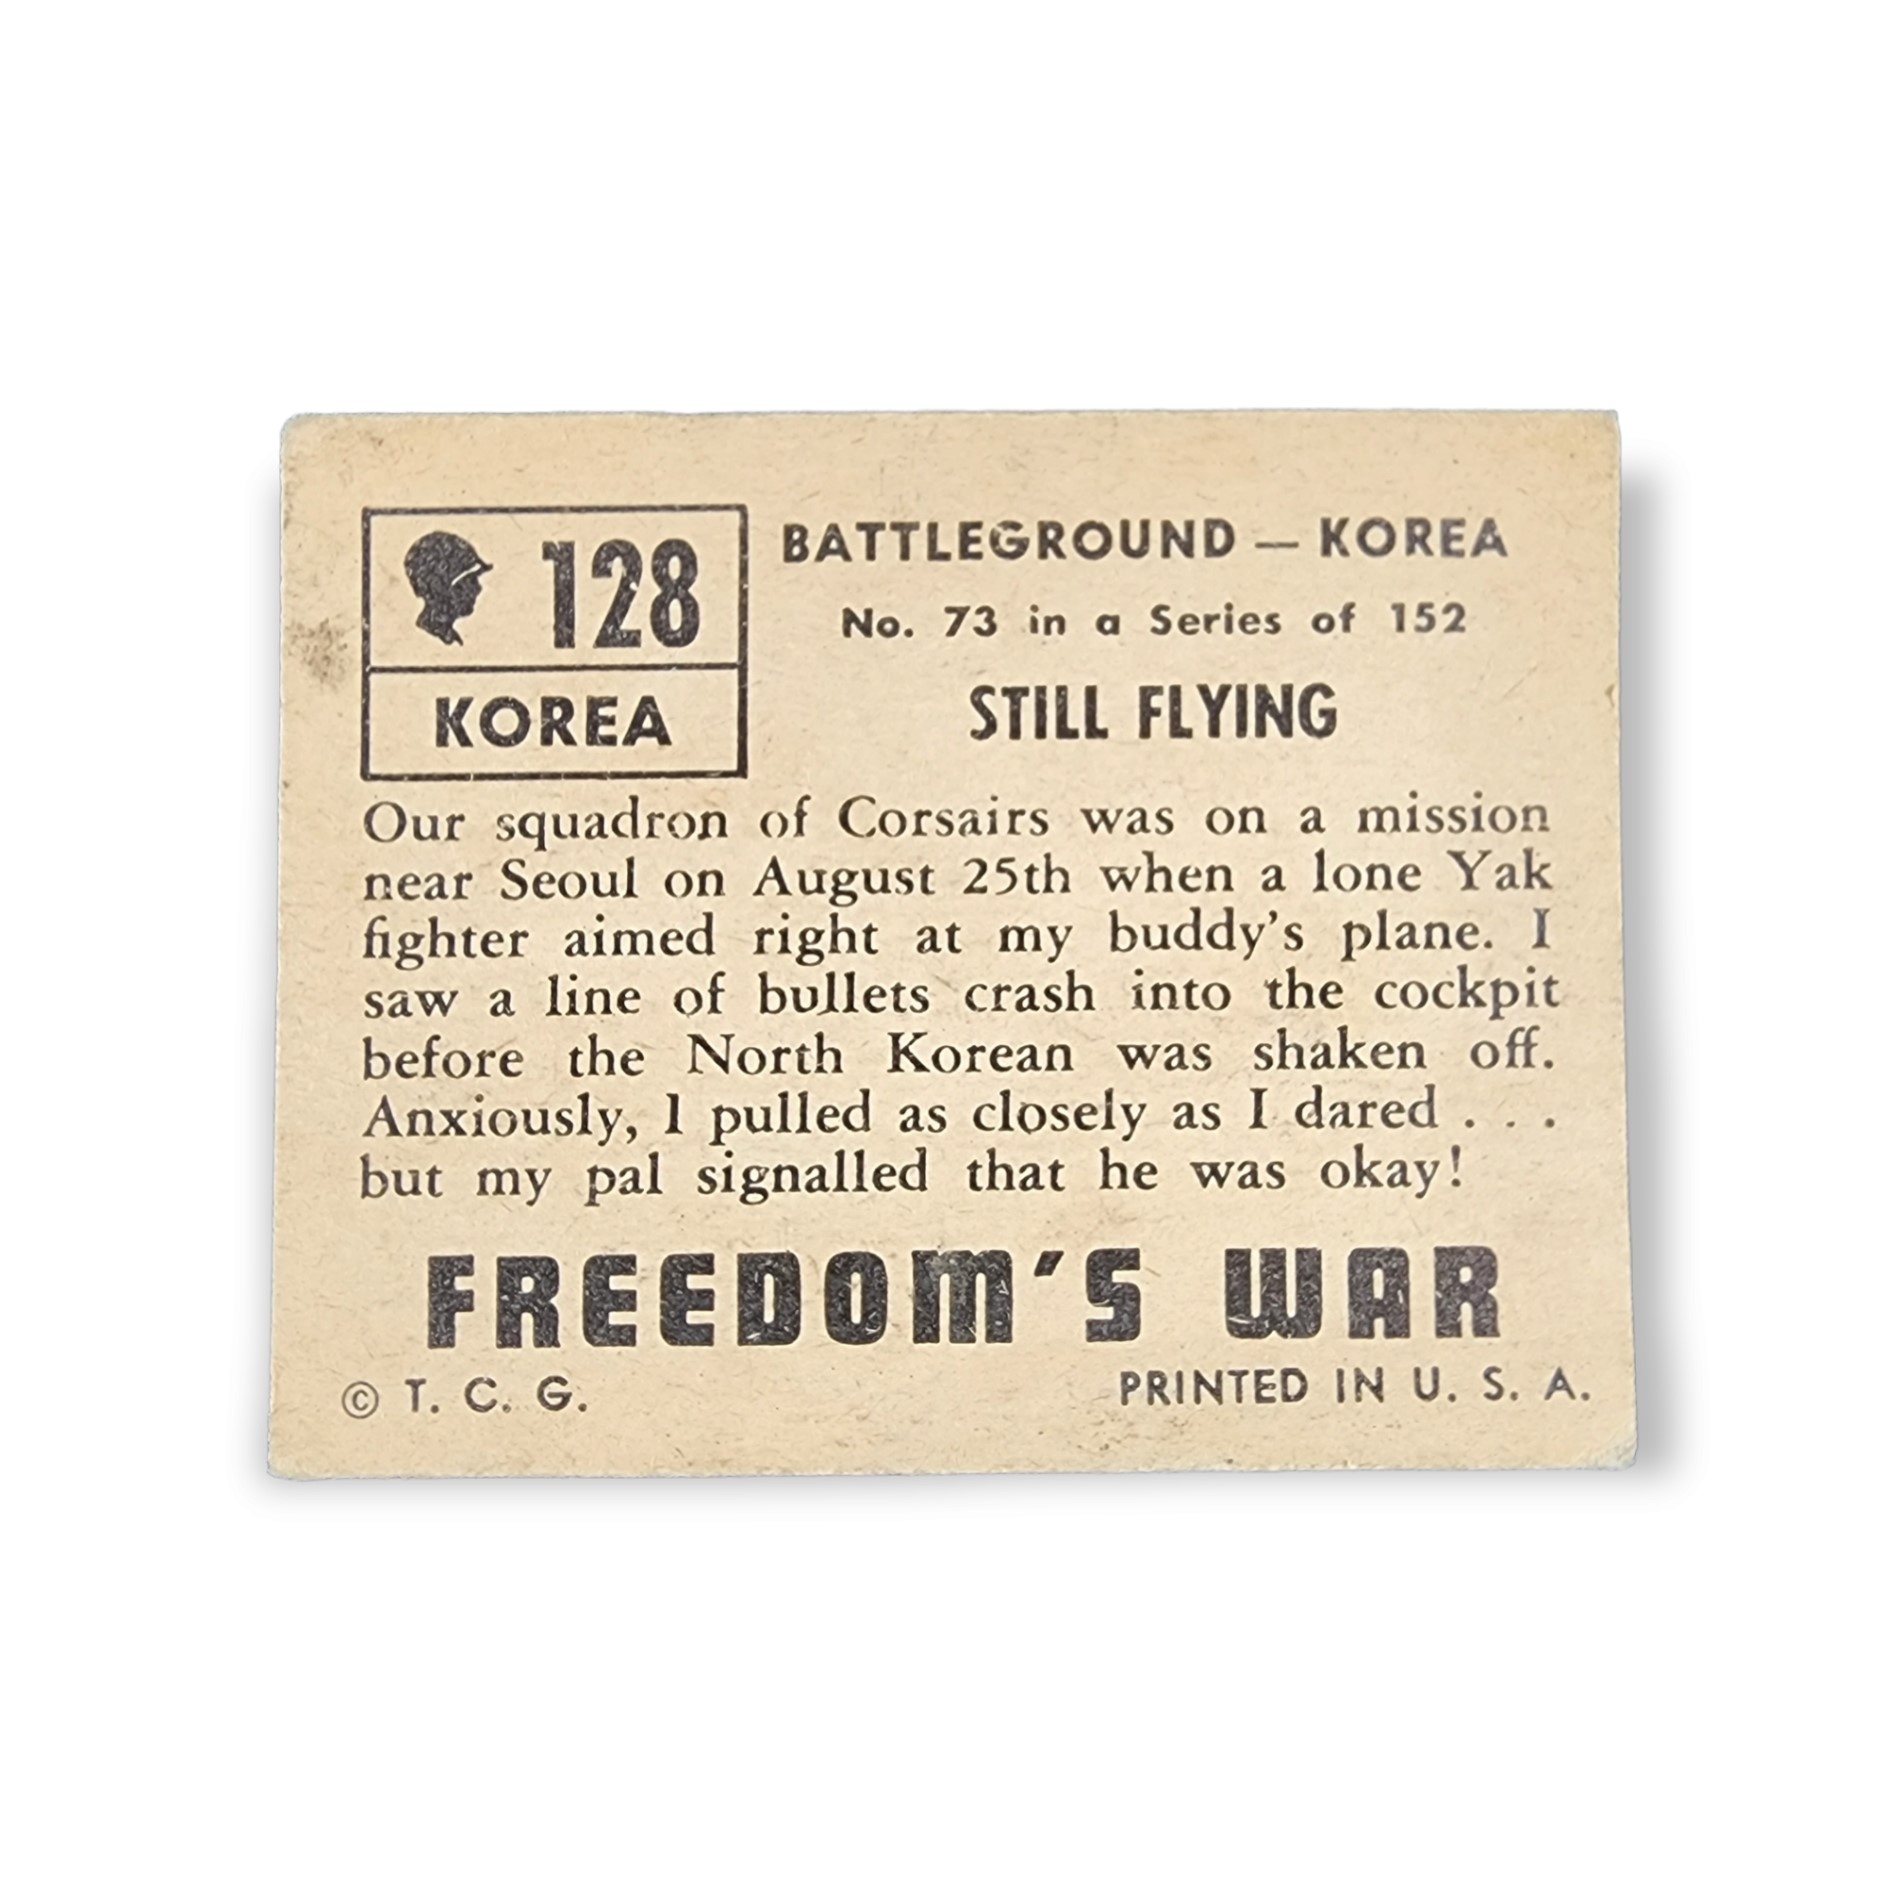 128
KOREA
BATTLEGROUND — KOREA
No. 73 in a Series of 152
STILL FLYING
Our squadron of Corsairs was on a mission
near Seoul on August 25th when a lone Yak
fighter aimed right at my buddy's plane. I
saw a line of bullets crash into the cockpit
before the North Korean was shaken off.
Anxiously, I pulled as closely as I dared . . .
but my pal signalled that he was okay!
FREEDOM'S WAR
© T. C. G.
PRINTED IN U. S. A.